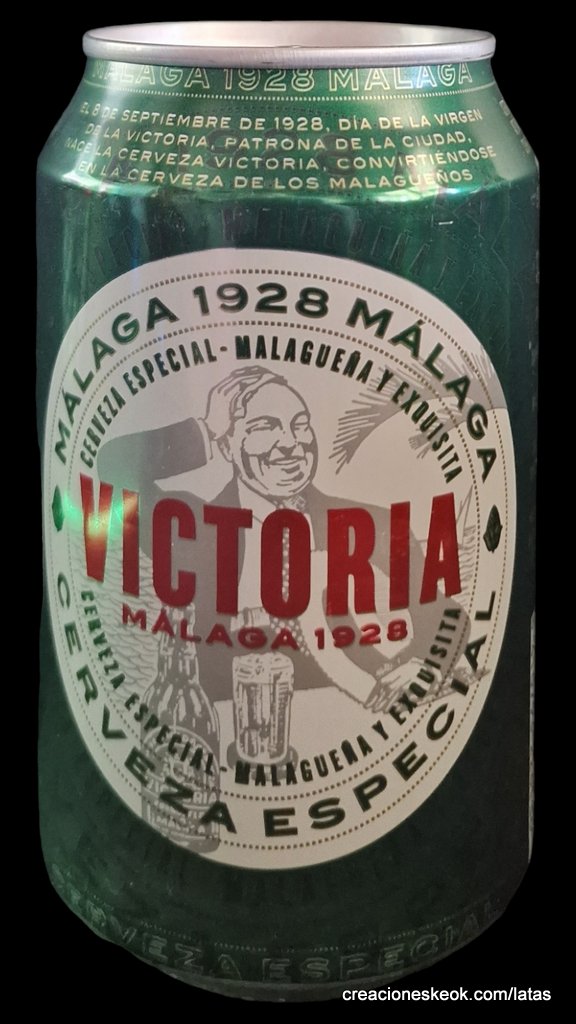 MÁLAGA 1928 MÁLAGA
EL 8 DE SEPTIEMBRE DE 1928, DÍA DE LA VIRGEN
DE LA VICTORIA, PATRONA DE LA CIUDAD,
NACE LA CERVEZA VICTORIA, CONVIRTIÉNDOSE
EN LA CERVEZA DE LOS MALAGUEÑOS
MÁLAGA 1928 MÁLAGA
CERVEZA ESPECIAL - MALAGUEÑA Y EXQUISITA
VICTORIA
MÁLAGA 1928
CERVEZA ESPECIAL - MALAGUEÑA Y EXQUISITA
CERVEZA ESPECIAL
CERVEZA ESPECIAL
creacioneskeok.com/latas